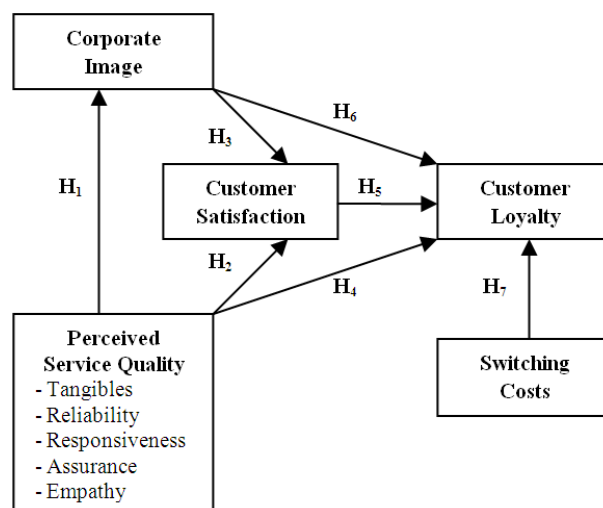 Corporate
Image
H₆
H₃
H₁
Customer
Satisfaction
H₅
Customer
Loyalty
H₂
H₄
H₇
Perceived
Service Quality
- Tangibles
- Reliability
- Responsiveness
- Assurance
- Empathy
Switching
Costs